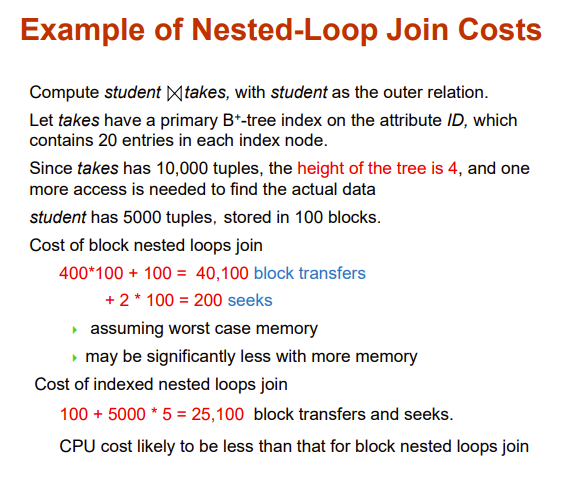 Example of Nested-Loop Join Costs
Compute student ⨝ takes, with student as the outer relation.
Let takes have a primary B+-tree index on the attribute ID, which
contains 20 entries in each index node.
Since takes has 10,000 tuples, the height of the tree is 4, and one
more access is needed to find the actual data
student has 5000 tuples, stored in 100 blocks.
Cost of block nested loops join
400*100 + 100 = 40,100 block transfers
+ 2 * 100 = 200 seeks
assuming worst case memory
may be significantly less with more memory
Cost of indexed nested loops join
100 + 5000 * 5 = 25,100 block transfers and seeks.
CPU cost likely to be less than that for block nested loops join